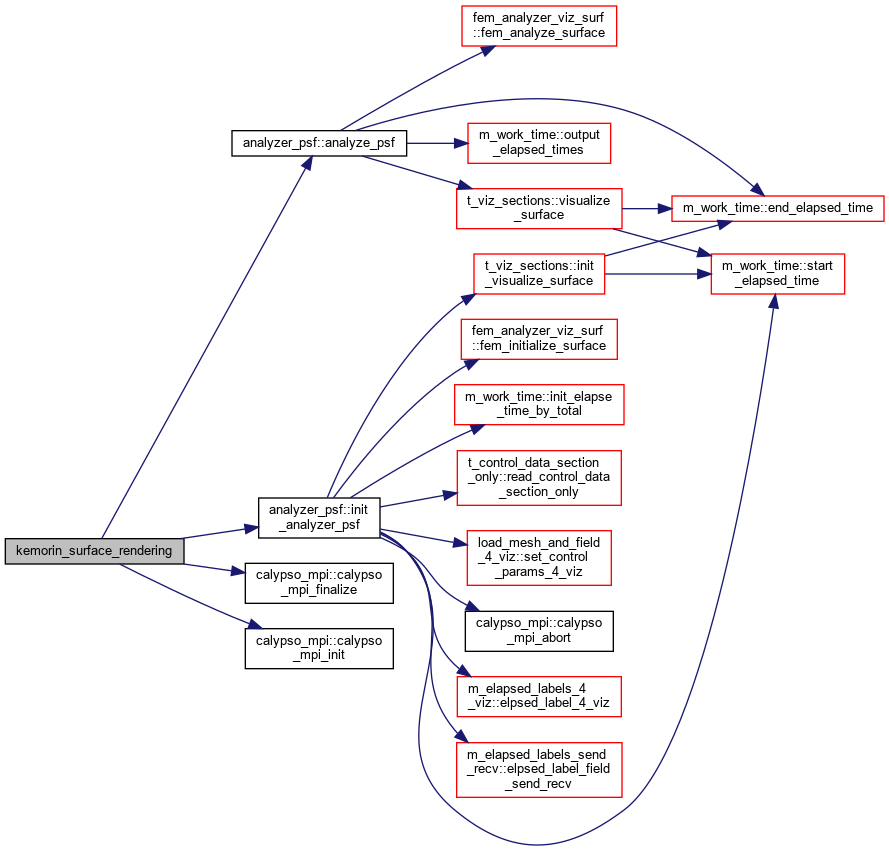 fem_analyzer_viz_surf
::fem_analyze_surface
analyzer_psf::analyze_psf
m_work_time::output
_elapsed_times
t_viz_sections::visualize
_surface
m_work_time::end_elapsed_time
t_viz_sections::init
_visualize_surface
m_work_time::start
_elapsed_time
fem_analyzer_viz_surf
::fem_initialize_surface
m_work_time::init_elapse
_time_by_total
t_control_data_section
_only::read_control_data
_section_only
analyzer_psf::init
_analyzer_psf
kemorin_surface_rendering
load_mesh_and_field
_4_viz::set_control
_params_4_viz
calypso_mpi::calypso
_mpi_finalize
calypso_mpi::calypso
_mpi_abort
calypso_mpi::calypso
_mpi_init
m_elapsed_labels_4
_viz::elpsed_label_4_viz
m_elapsed_labels_send
_recv::elpsed_label_field
_send_recv